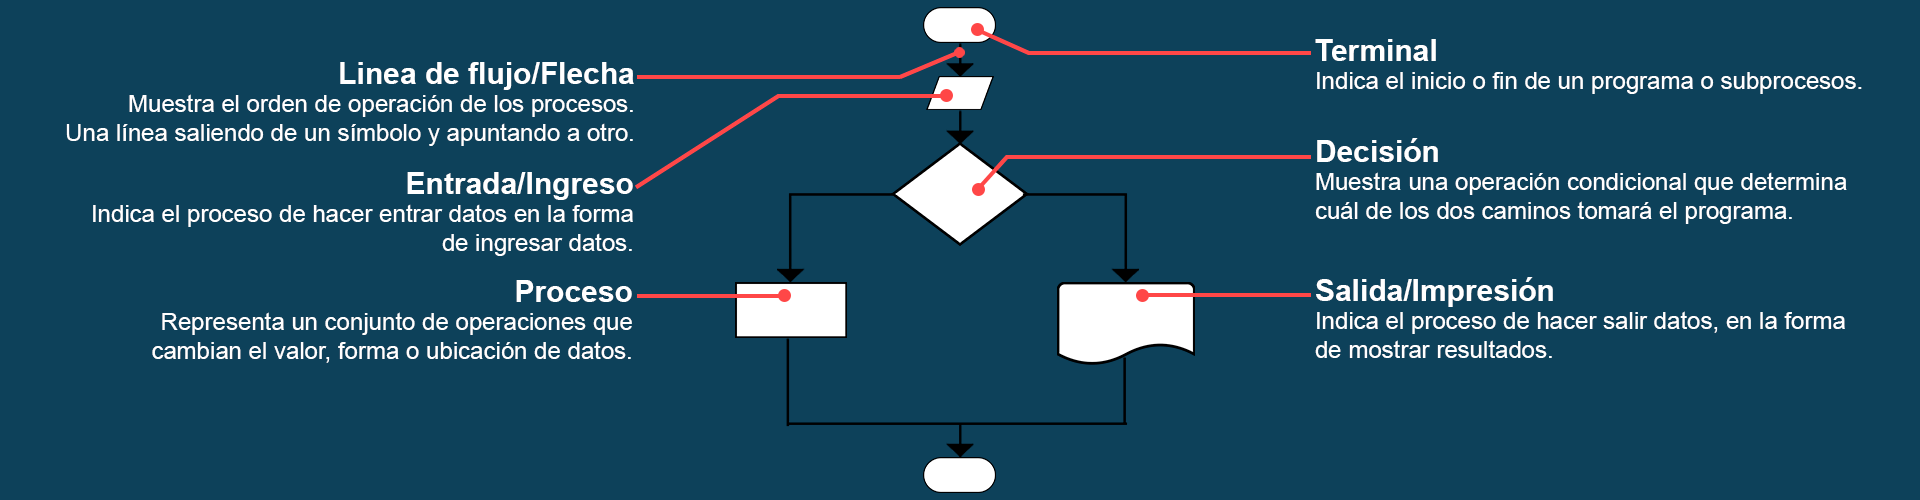 Linea de flujo/Flecha
Muestra el orden de operación de los procesos.
Una línea saliendo de un símbolo y apuntando a otro.
Entrada/Ingreso
Indica el proceso de hacer entrar datos en la forma
de ingresar datos.
Proceso
Representa un conjunto de operaciones que
cambian el valor, forma o ubicación de datos.
Terminal
Indica el inicio o fin de un programa o subprocesos.
Decisión
Muestra una operación condicional que determina
cuál de los dos caminos tomará el programa.
Salida/Impresión
Indica el proceso de hacer salir datos, en la forma
de mostrar resultados.